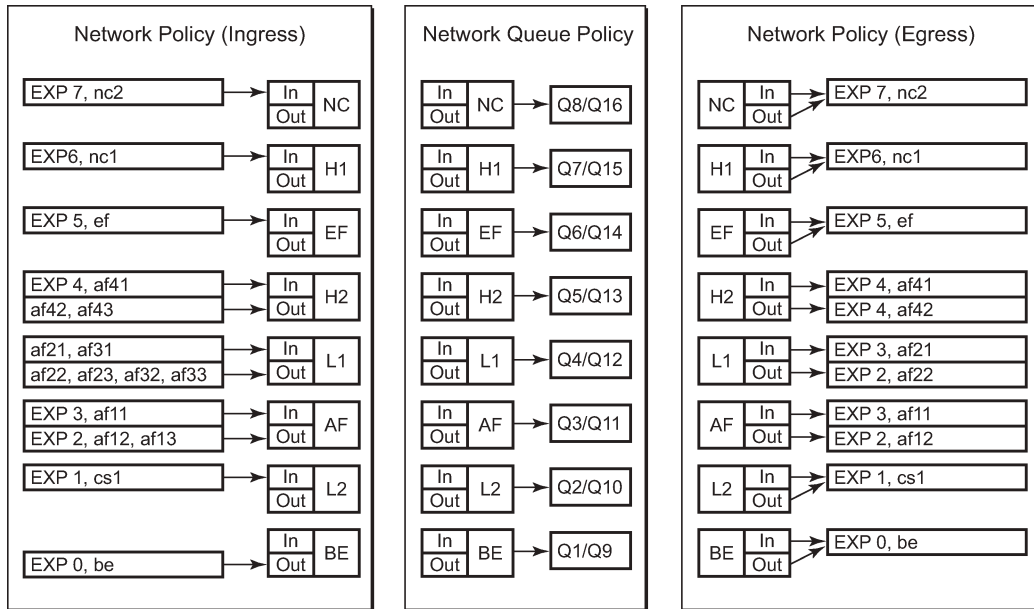 Network Policy (Ingress)
EXP 7, nc2
In
Out
NC
EXP6, nc1
In
Out
H1
EXP 5, ef
In
Out
EF
EXP 4, af41
af42, af43
In
Out
H2
af21, af31
af22, af23, af32, af33
In
Out
L1
EXP 3, af11
EXP 2, af12, af13
In
Out
AF
EXP 1, cs1
In
Out
L2
EXP 0, be
In
Out
BE
Network Queue Policy
In
Out
NC
Q8/Q16
In
Out
H1
Q7/Q15
In
Out
EF
Q6/Q14
In
Out
H2
Q5/Q13
In
Out
L1
Q4/Q12
In
Out
AF
Q3/Q11
In
Out
L2
Q2/Q10
In
Out
BE
Q1/Q9
Network Policy (Egress)
NC
In
Out
EXP 7, nc2
H1
In
Out
EXP6, nc1
EF
In
Out
EXP 5, ef
H2
In
Out
EXP 4, af41
EXP 4, af42
L1
In
Out
EXP 3, af21
EXP 2, af22
AF
In
Out
EXP 3, af11
EXP 2, af12
L2
In
Out
EXP 1, cs1
BE
In
Out
EXP 0, be